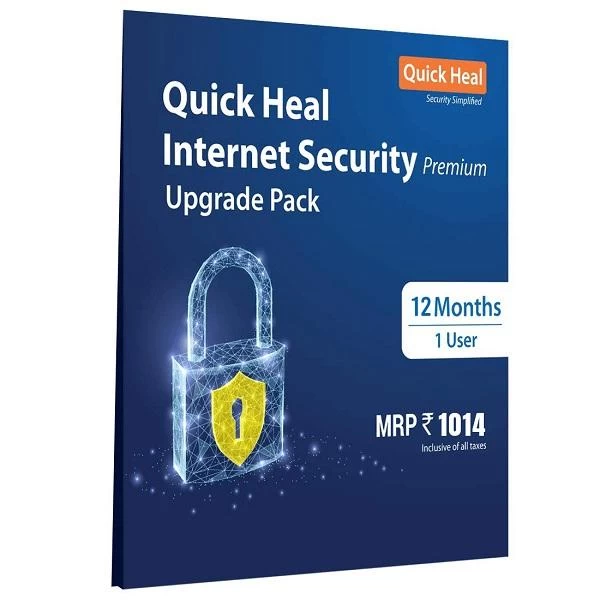 Quick Heal
Security Simplified
Quick Heal
Internet Security Premium
Upgrade Pack
12 Months
1 User
MRP ₹ 1014
Inclusive of all taxes